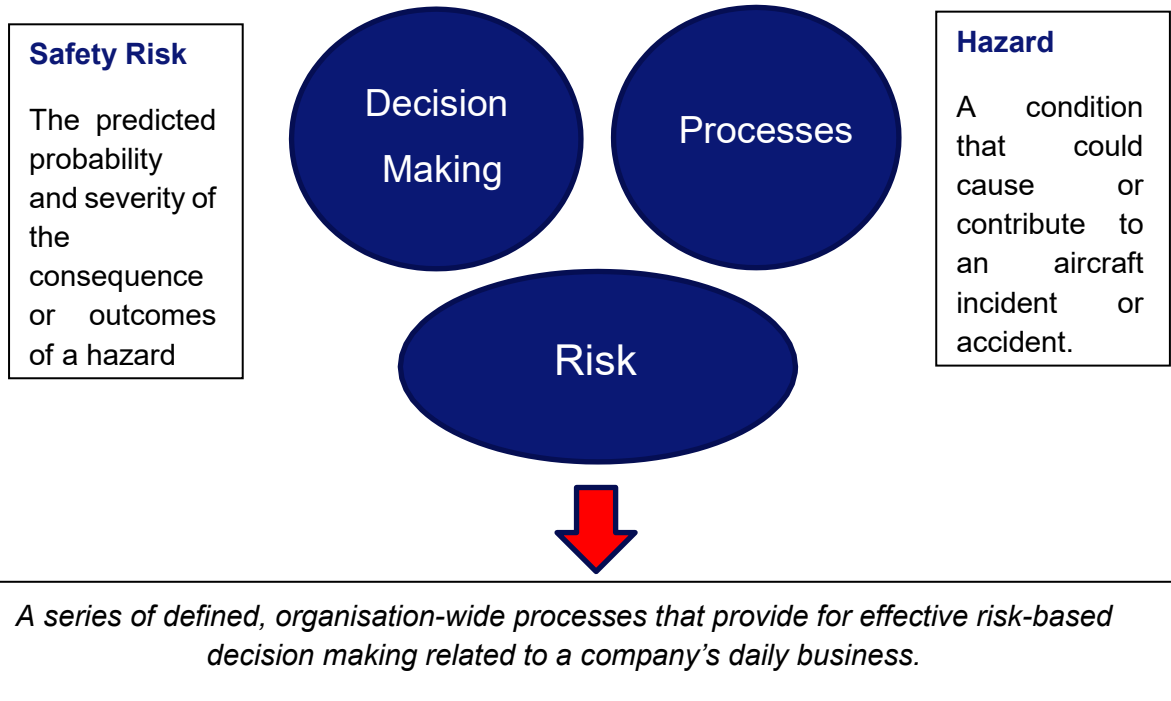 Safety Risk
The predicted
probability
and severity of
the
consequence
or outcomes
of a hazard
Decision
Making
Processes
Hazard
A condition
that could
cause or
contribute to
an aircraft
incident or
accident.
Risk
A series of defined, organisation-wide processes that provide for effective risk-based
decision making related to a company’s daily business.